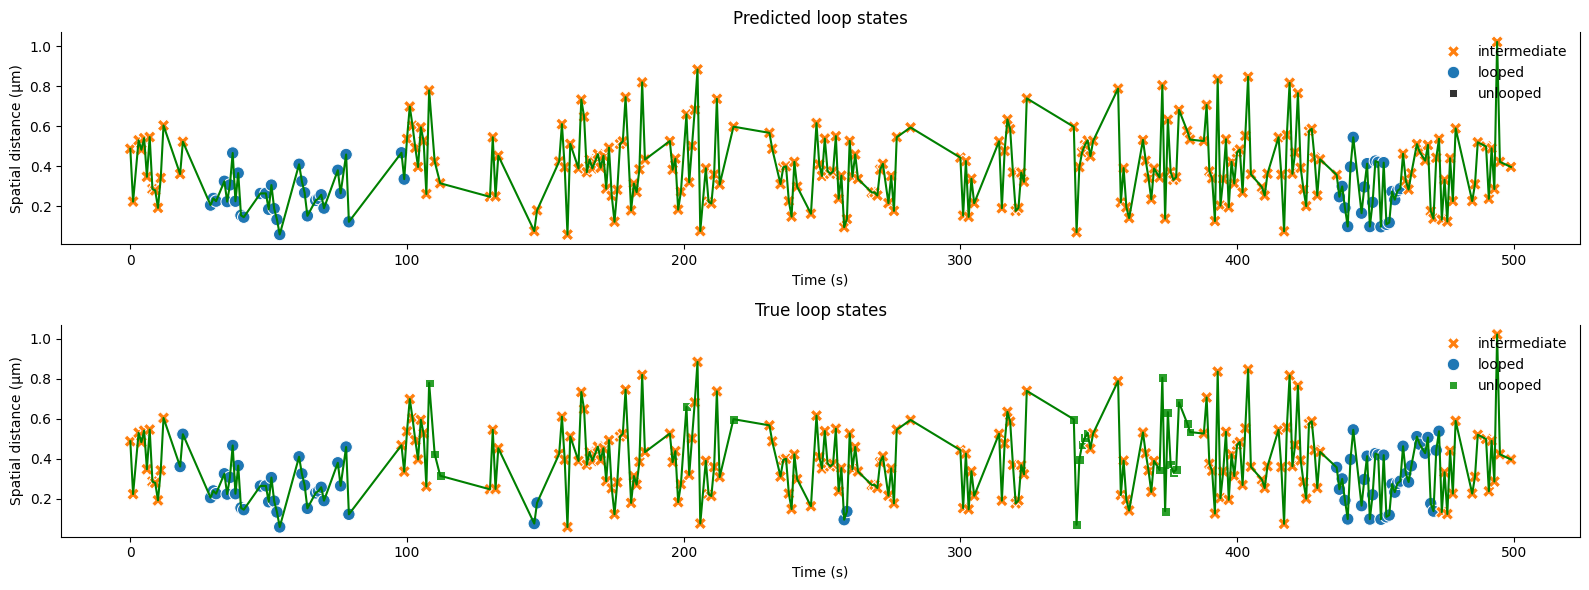 Predicted loop states
Spatial distance (μm)
1.0
0.8
0.6
0.4
0.2
intermediate
looped
unlooped
0
100
200
300
400
500
Time (s)
True loop states
Spatial distance (μm)
1.0
0.8
0.6
0.4
0.2
intermediate
looped
unlooped
0
100
200
300
400
500
Time (s)